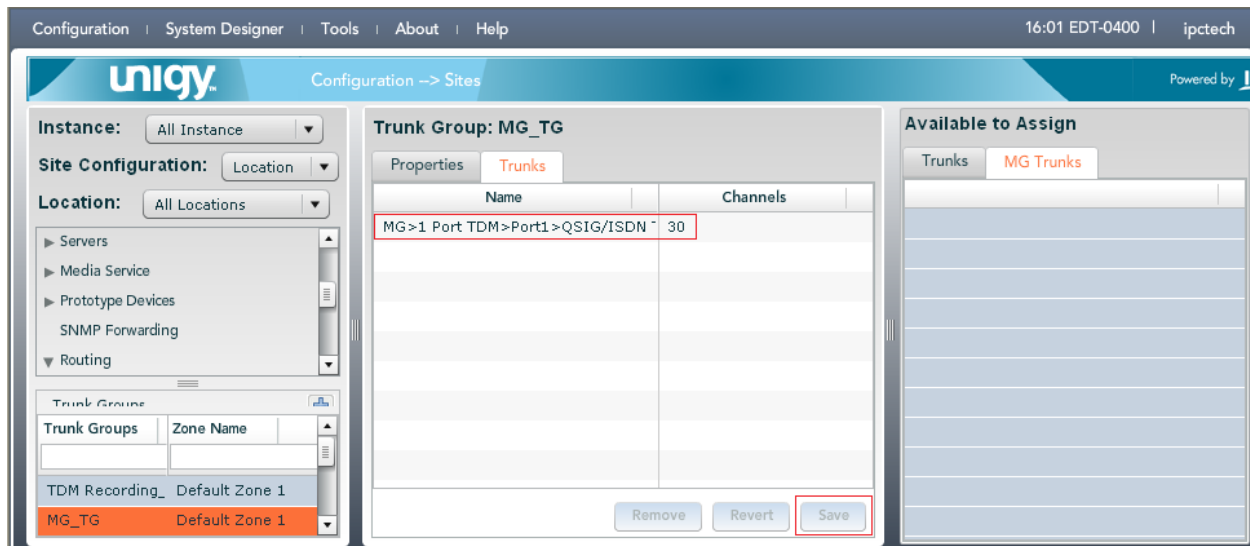 Configuration | System Designer | Tools | About | Help 16:01 EDT-0400 | ipctech
unigy™ Configuration --> Sites Powered by
Instance: All Instance
Site Configuration: Location
Location: All Locations
Servers
Media Service
Prototype Devices
SNMP Forwarding
Routing
Trunk Groups
Trunk Groups Zone Name
TDM Recording_ Default Zone 1
MG_TG Default Zone 1
Trunk Group: MG_TG
Properties Trunks
Name Channels
MG>1 Port TDM>Port1>QSIG/ISDN 30
Remove Revert Save
Available to Assign
Trunks MG Trunks